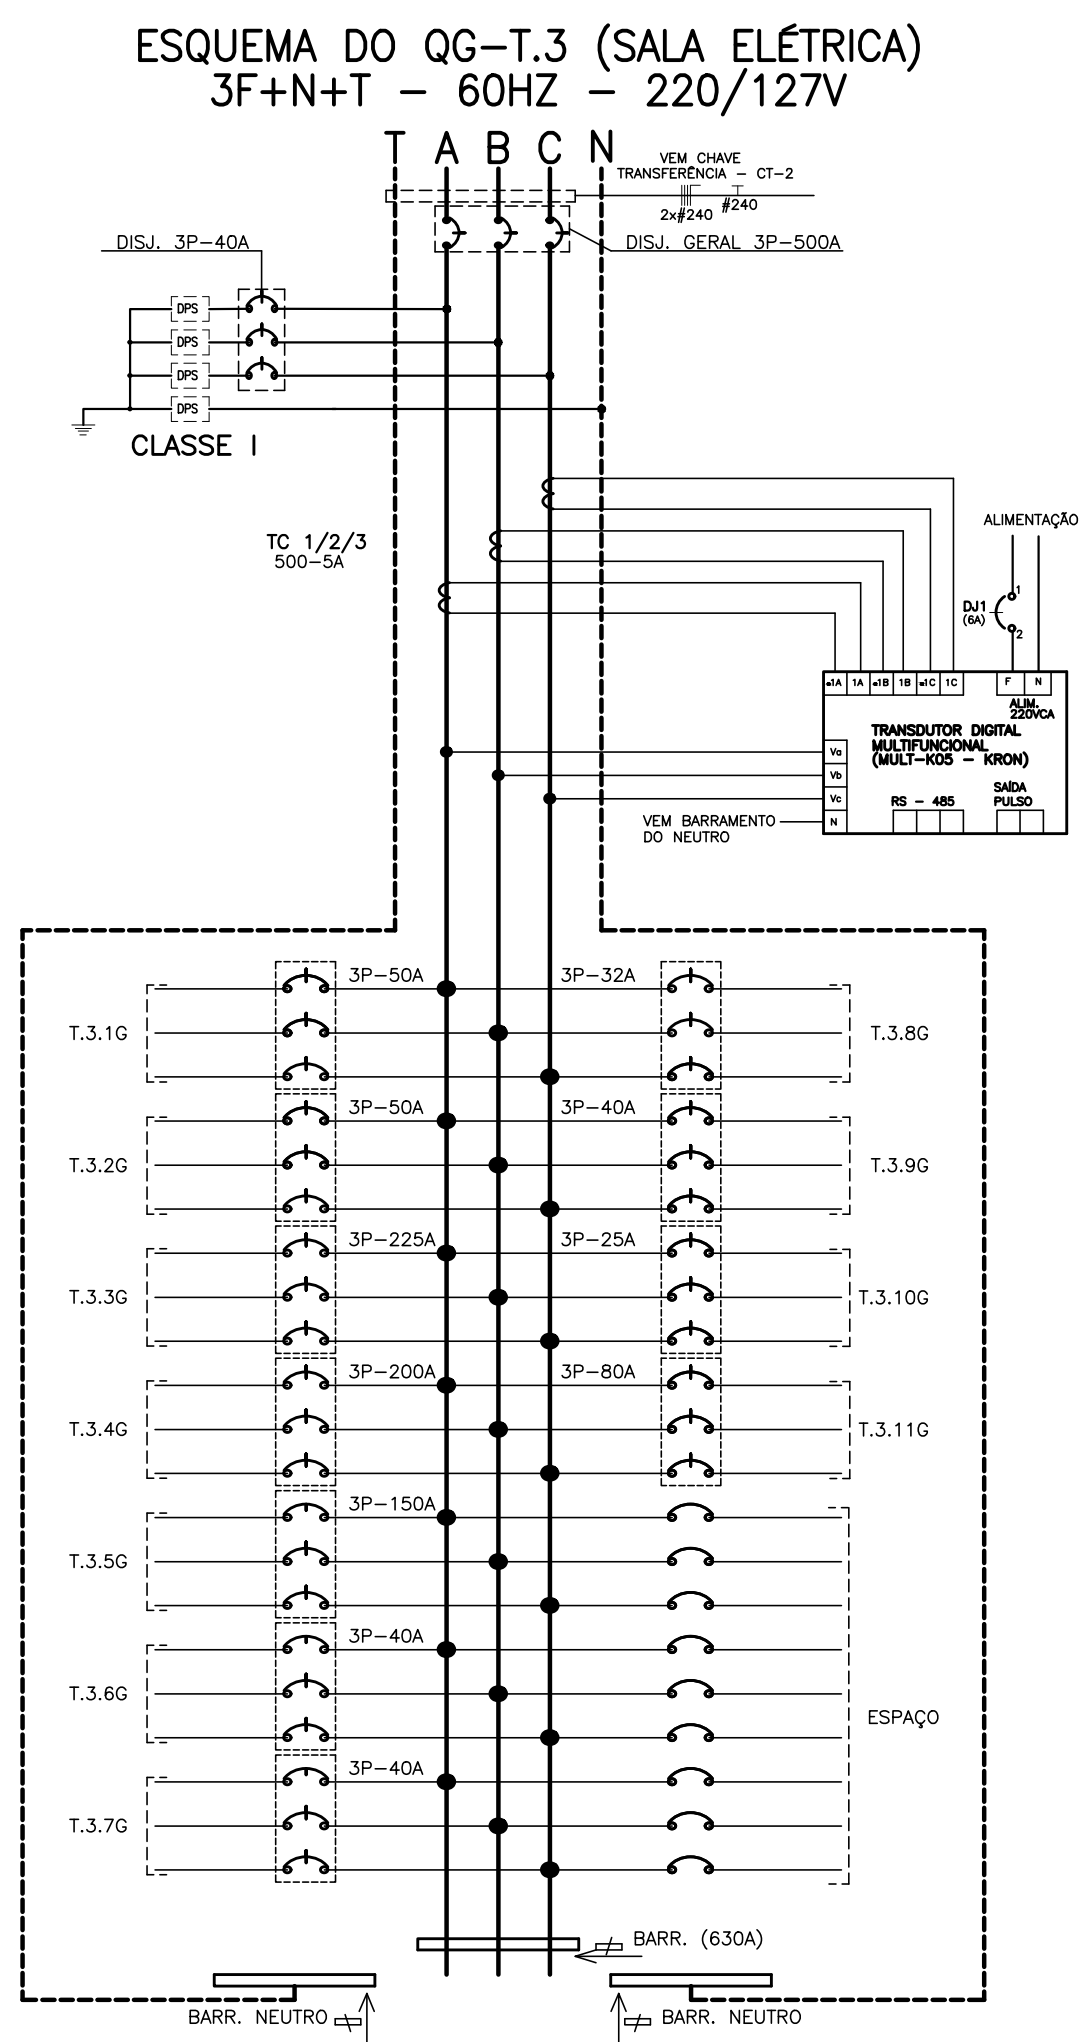 ESQUEMA DO QG-T.3 (SALA ELÉTRICA)
3F+N+T - 60HZ - 220/127V
T A B C N
VEM CHAVE
TRANSFERÊNCIA - CT-2
2x#240
#240
DISJ. 3P-40A
DISJ. GERAL 3P-500A
DPS
DPS
DPS
DPS
CLASSE I
TC 1/2/3
500-5A
ALIMENTAÇÃO
DJ1
(6A)
1
2
1A 1A 1B 1B 1C 1C F N
ALIM.
220VCA
TRANSDUTOR DIGITAL
MULTIFUNCIONAL
(MULT-K05 - KRON)
Va
Vb
Vc
N
RS - 485
SAÍDA
PULSO
VEM BARRAMENTO
DO NEUTRO
3P-50A 3P-32A
T.3.1G T.3.8G
3P-50A 3P-40A
T.3.2G T.3.9G
3P-225A 3P-25A
T.3.3G T.3.10G
3P-200A 3P-80A
T.3.4G T.3.11G
3P-150A
T.3.5G
3P-40A
T.3.6G
ESPAÇO
3P-40A
T.3.7G
BARR. (630A)
BARR. NEUTRO BARR. NEUTRO